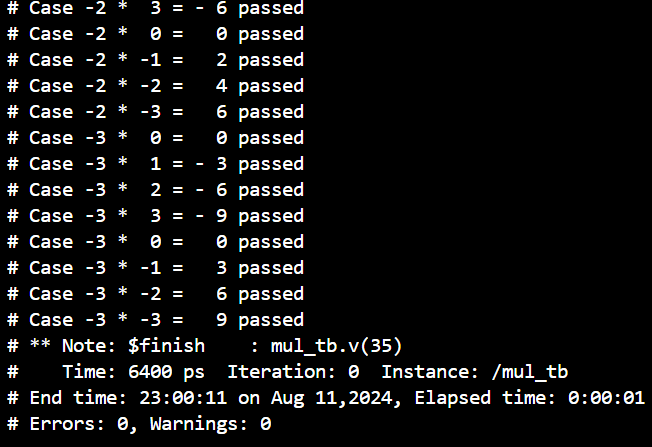 # Case -2 *  3 = - 6 passed
# Case -2 *  0 =   0 passed
# Case -2 * -1 =   2 passed
# Case -2 * -2 =   4 passed
# Case -2 * -3 =   6 passed
# Case -3 *  0 =   0 passed
# Case -3 *  1 = - 3 passed
# Case -3 *  2 = - 6 passed
# Case -3 *  3 = - 9 passed
# Case -3 *  0 =   0 passed
# Case -3 * -1 =   3 passed
# Case -3 * -2 =   6 passed
# Case -3 * -3 =   9 passed
# ** Note: $finish    : mul_tb.v(35)
#    Time: 6400 ps  Iteration: 0  Instance: /mul_tb
# End time: 23:00:11 on Aug 11,2024, Elapsed time: 0:00:01
# Errors: 0, Warnings: 0